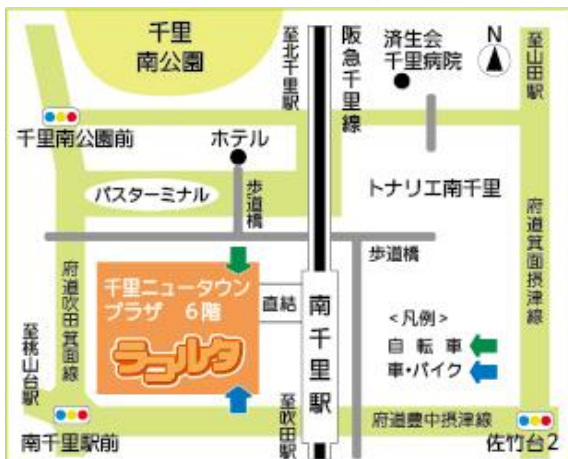 千里
南公園
至北千里駅
阪急千里線
済生会
千里病院
N
至山田駅
千里南公園前
ホテル
バスターミナル
歩道橋
トナリエ南千里
歩道橋
府道箕面摂津線
府道吹田箕面線
千里ニュータウン
プラザ 6階
ラコルタ
直結
南千里駅
<凡例>
自転車
車・バイク
至桃山台駅
至吹田駅
南千里駅前
府道豊中摂津線
佐竹台2